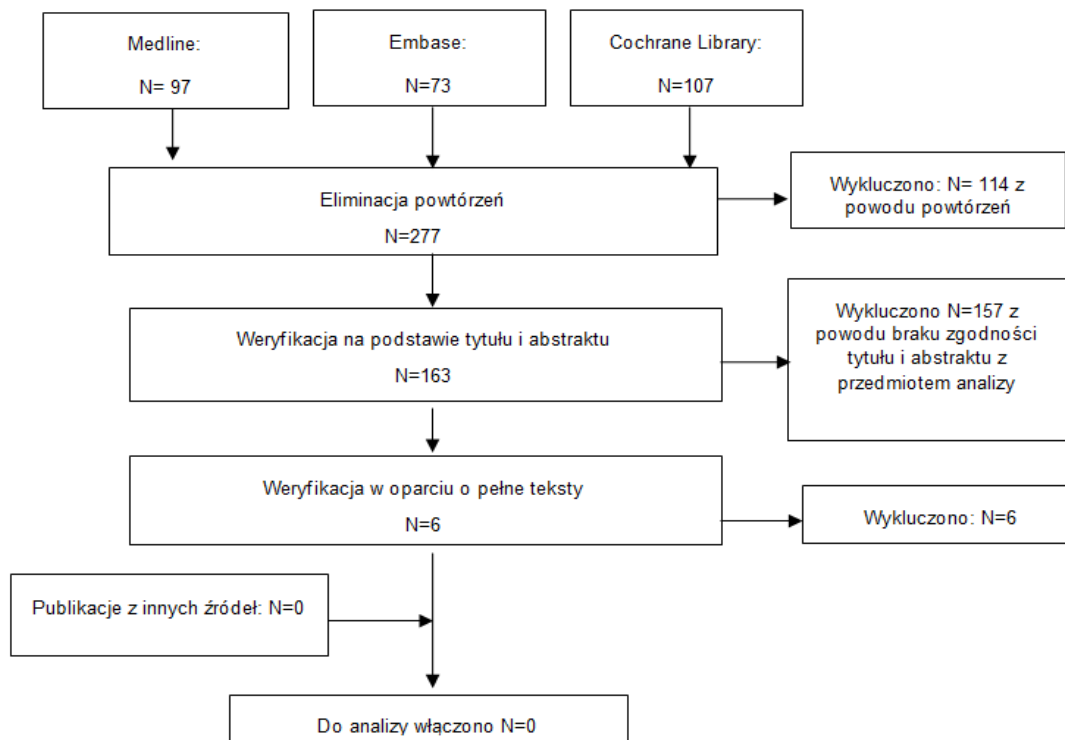 Medline:
N= 97
Embase:
N=73
Cochrane Library:
N=107
Eliminacja powtórzeń
N=277
Wykluczono: N= 114 z
powodu powtórzeń
Weryfikacja na podstawie tytułu i abstraktu
N=163
Wykluczono N=157 z
powodu braku zgodności
tytułu i abstraktu z
przedmiotem analizy
Weryfikacja w oparciu o pełne teksty
N=6
Wykluczono: N=6
Publikacje z innych źródeł: N=0
Do analizy włączono N=0